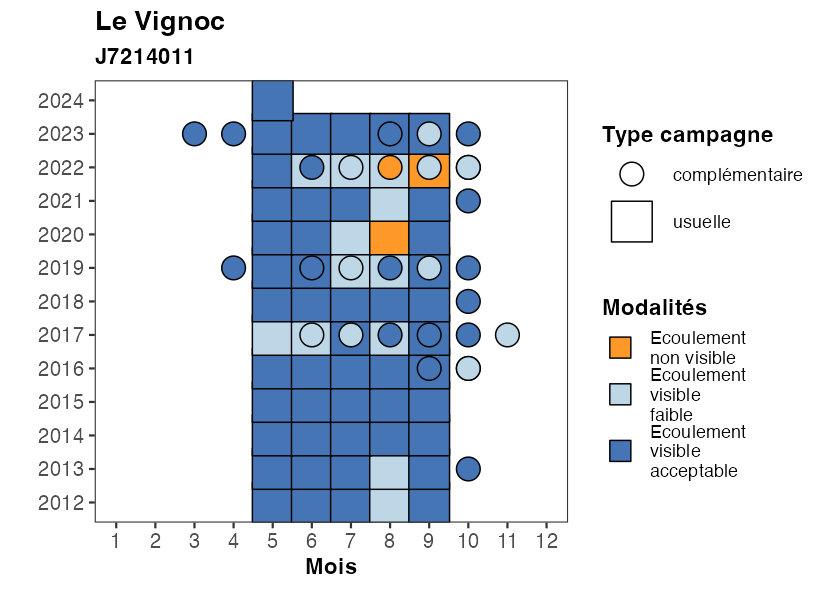 Le Vignoc
J7214011
2024
2023
2022
2021
2020
2019
2018
2017
2016
2015
2014
2013
2012
1 2 3 4 5 6 7 8 9 10 11 12
Mois
Type campagne
complémentaire
usuelle
Modalités
Ecoulement
non visible
Ecoulement
visible
faible
Ecoulement
visible
acceptable